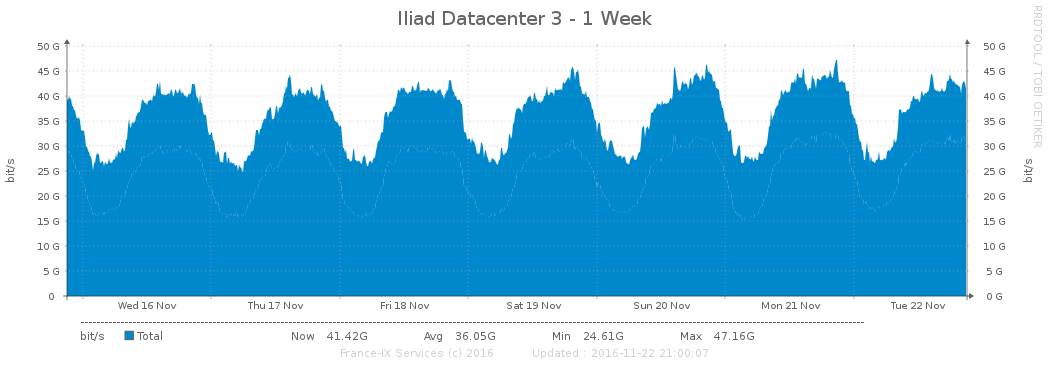 Iliad Datacenter 3 - 1 Week
RRDTOOL / TOBI OETIKER
50 G 50 G
45 G 45 G
40 G 40 G
35 G 35 G
30 G 30 G
25 G 25 G
20 G 20 G
15 G 15 G
10 G 10 G
5 G 5 G
0 0 G
bit/s
bit/s
Wed 16 Nov Thu 17 Nov Fri 18 Nov Sat 19 Nov Sun 20 Nov Mon 21 Nov Tue 22 Nov
bit/s Total Now 41.42G Avg 36.05G Min 24.61G Max 47.16G
France-IX Services (c) 2016 Updated : 2016-11-22 21:00:07